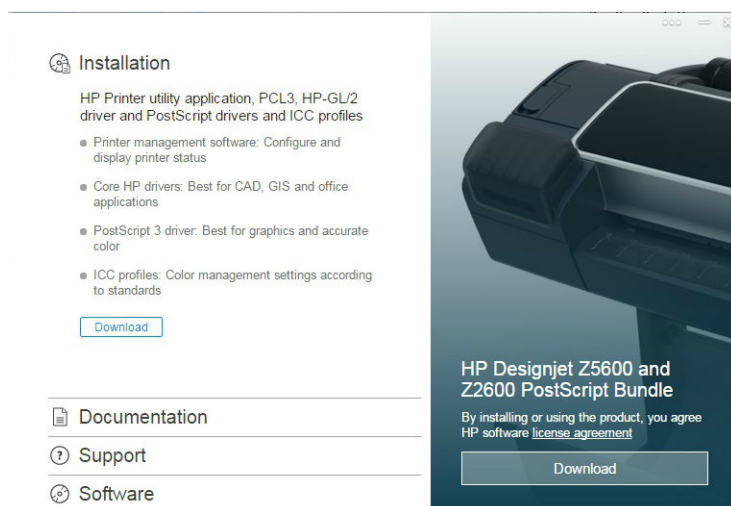 Installation
HP Printer utility application, PCL3, HP-GL/2
driver and PostScript drivers and ICC profiles
Printer management software: Configure and
display printer status
Core HP drivers: Best for CAD, GIS and office
applications
PostScript 3 driver: Best for graphics and accurate
color
ICC profiles: Color management settings according
to standards
Download
Documentation
Support
Software
HP Designjet Z5600 and
Z2600 PostScript Bundle
By installing or using the product, you agree
HP software license agreement
Download